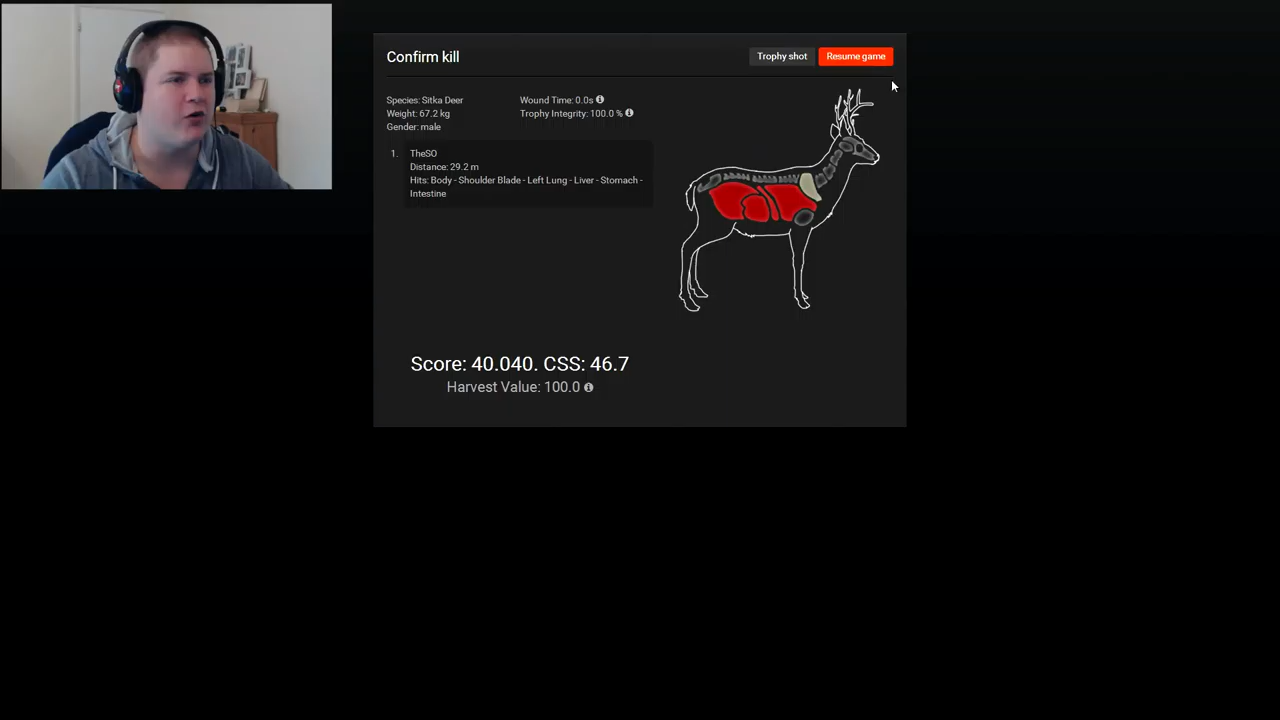 Confirm kill
Trophy shot
Resume game
Species: Sitka Deer
Weight: 67.2 kg
Gender: male
Wound Time: 0.0s
Trophy Integrity: 100.0 %
1.
TheSO
Distance: 29.2 m
Hits: Body - Shoulder Blade - Left Lung - Liver - Stomach -
Intestine
Score: 40.040. CSS: 46.7
Harvest Value: 100.0